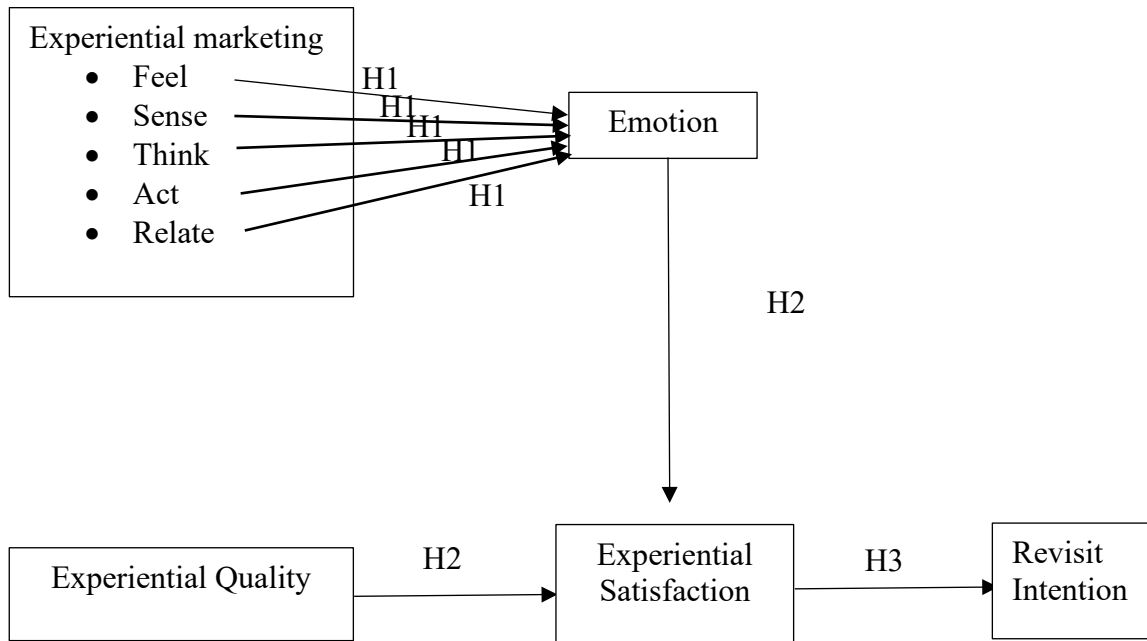 Experiential marketing
• Feel
• Sense
• Think
• Act
• Relate
H1
H1
H1
H1
H1
Emotion
H2
Experiential Quality
H2
Experiential
Satisfaction
H3
Revisit
Intention